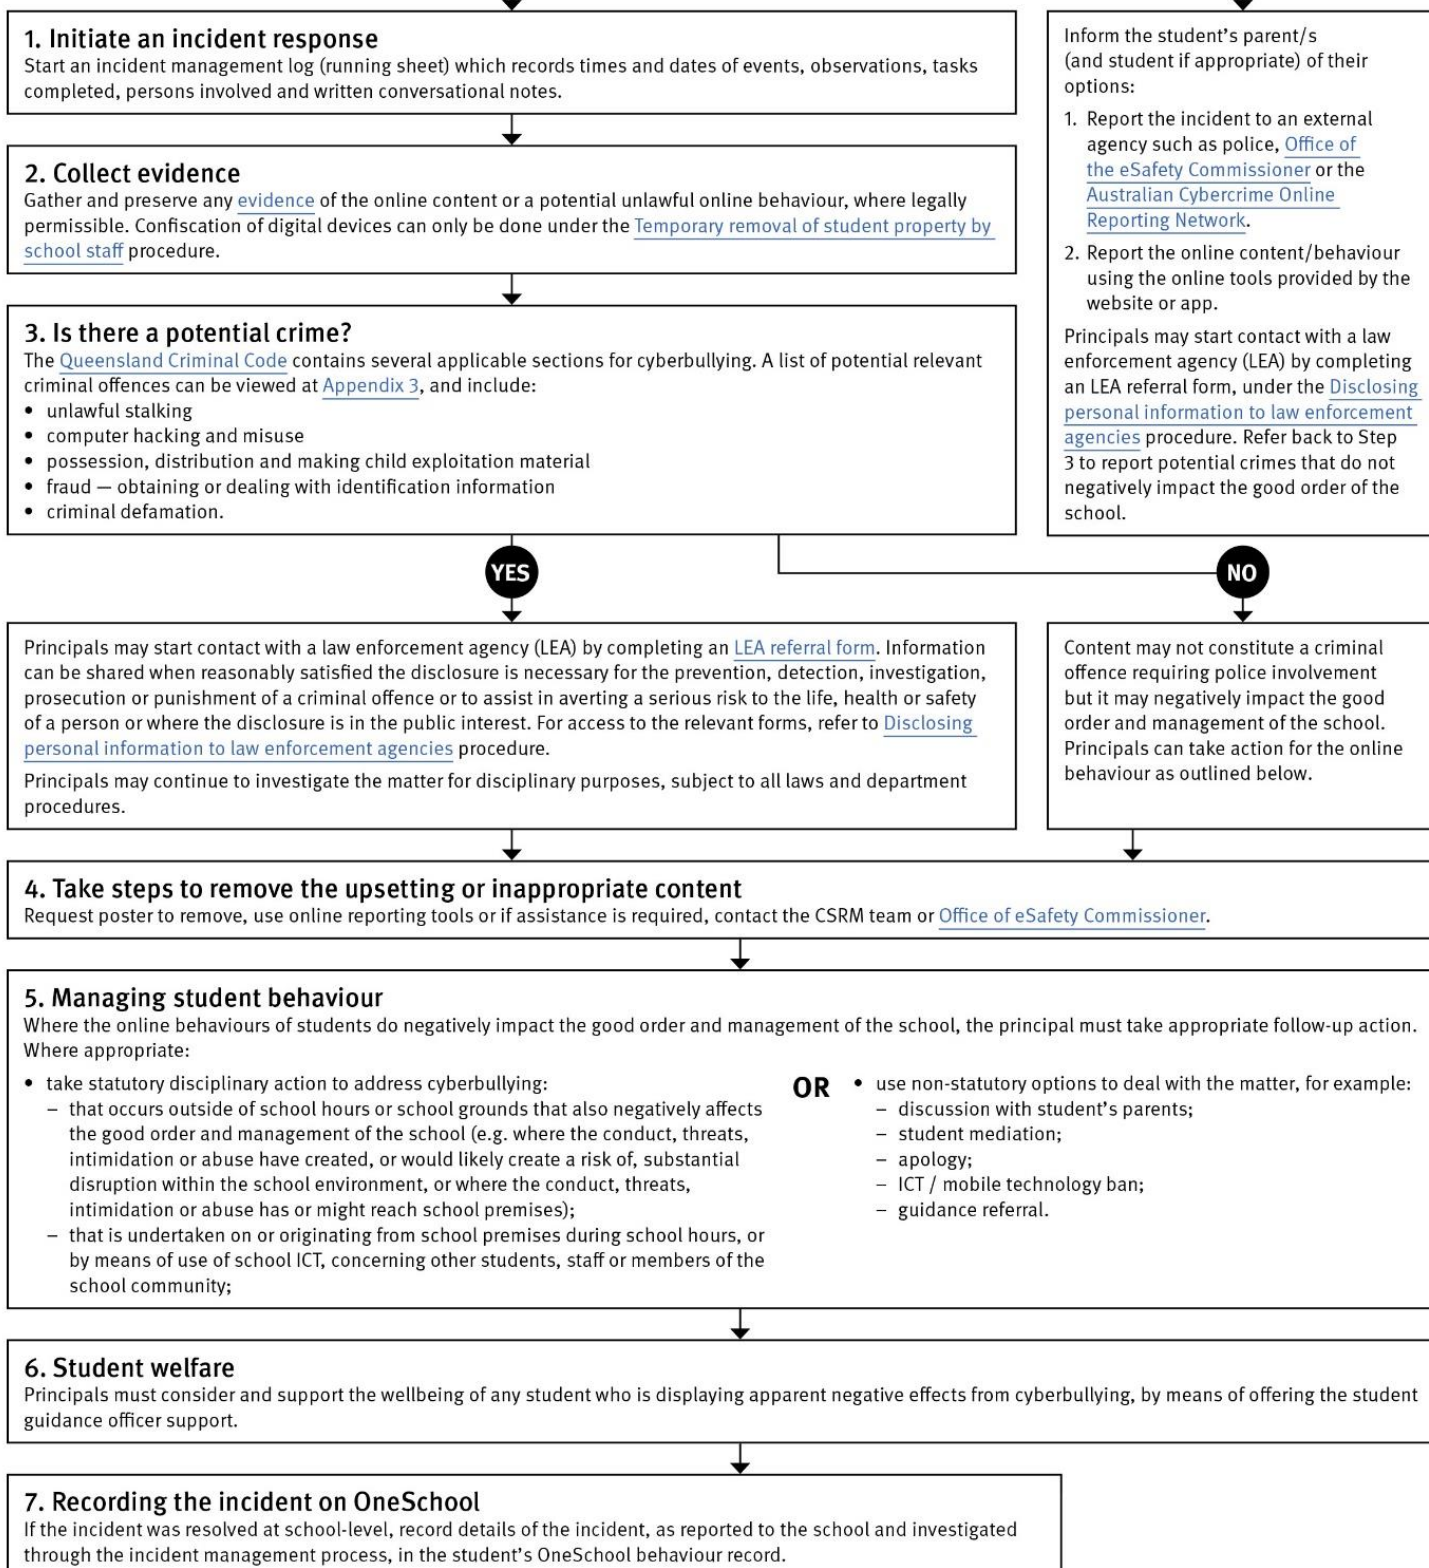 1. Initiate an incident response
Start an incident management log (running sheet) which records times and dates of events, observations, tasks
completed, persons involved and written conversational notes.
2. Collect evidence
Gather and preserve any evidence of the online content or a potential unlawful online behaviour, where legally
permissible. Confiscation of digital devices can only be done under the Temporary removal of student property by
school staff procedure.
3. Is there a potential crime?
The Queensland Criminal Code contains several applicable sections for cyberbullying. A list of potential relevant
criminal offences can be viewed at Appendix 3, and include:
• unlawful stalking
• computer hacking and misuse
• possession, distribution and making child exploitation material
• fraud — obtaining or dealing with identification information
• criminal defamation.
Inform the student's parent/s
(and student if appropriate) of their
options:
1. Report the incident to an external
agency such as police, Office of
the eSafety Commissioner or the
Australian Cybercrime Online
Reporting Network.
2. Report the online content/behaviour
using the online tools provided by the
website or app.
Principals may start contact with a law
enforcement agency (LEA) by completing
an LEA referral form, under the Disclosing
personal information to law enforcement
agencies procedure. Refer back to Step
3 to report potential crimes that do not
negatively impact the good order of the
school.
YES
NO
Principals may start contact with a law enforcement agency (LEA) by completing an LEA referral form. Information
can be shared when reasonably satisfied the disclosure is necessary for the prevention, detection, investigation,
prosecution or punishment of a criminal offence or to assist in averting a serious risk to the life, health or safety
of a person or where the disclosure is in the public interest. For access to the relevant forms, refer to Disclosing
personal information to law enforcement agencies procedure.
Principals may continue to investigate the matter for disciplinary purposes, subject to all laws and department
procedures.
Content may not constitute a criminal
offence requiring police involvement
but it may negatively impact the good
order and management of the school.
Principals can take action for the online
behaviour as outlined below.
4. Take steps to remove the upsetting or inappropriate content
Request poster to remove, use online reporting tools or if assistance is required, contact the CSRM team or Office of eSafety Commissioner.
5. Managing student behaviour
Where the online behaviours of students do negatively impact the good order and management of the school, the principal must take appropriate follow-up action.
Where appropriate:
• take statutory disciplinary action to address cyberbullying:
– that occurs outside of school hours or school grounds that also negatively affects
the good order and management of the school (e.g. where the conduct, threats,
intimidation or abuse have created, or would likely create a risk of, substantial
disruption within the school environment, or where the conduct, threats,
intimidation or abuse has or might reach school premises);
– that is undertaken on or originating from school premises during school hours, or
by means of use of school ICT, concerning other students, staff or members of the
school community;
OR
• use non-statutory options to deal with the matter, for example:
– discussion with student's parents;
– student mediation;
– apology;
– ICT / mobile technology ban;
– guidance referral.
6. Student welfare
Principals must consider and support the wellbeing of any student who is displaying apparent negative effects from cyberbullying, by means of offering the student
guidance officer support.
7. Recording the incident on OneSchool
If the incident was resolved at school-level, record details of the incident, as reported to the school and investigated
through the incident management process, in the student's OneSchool behaviour record.